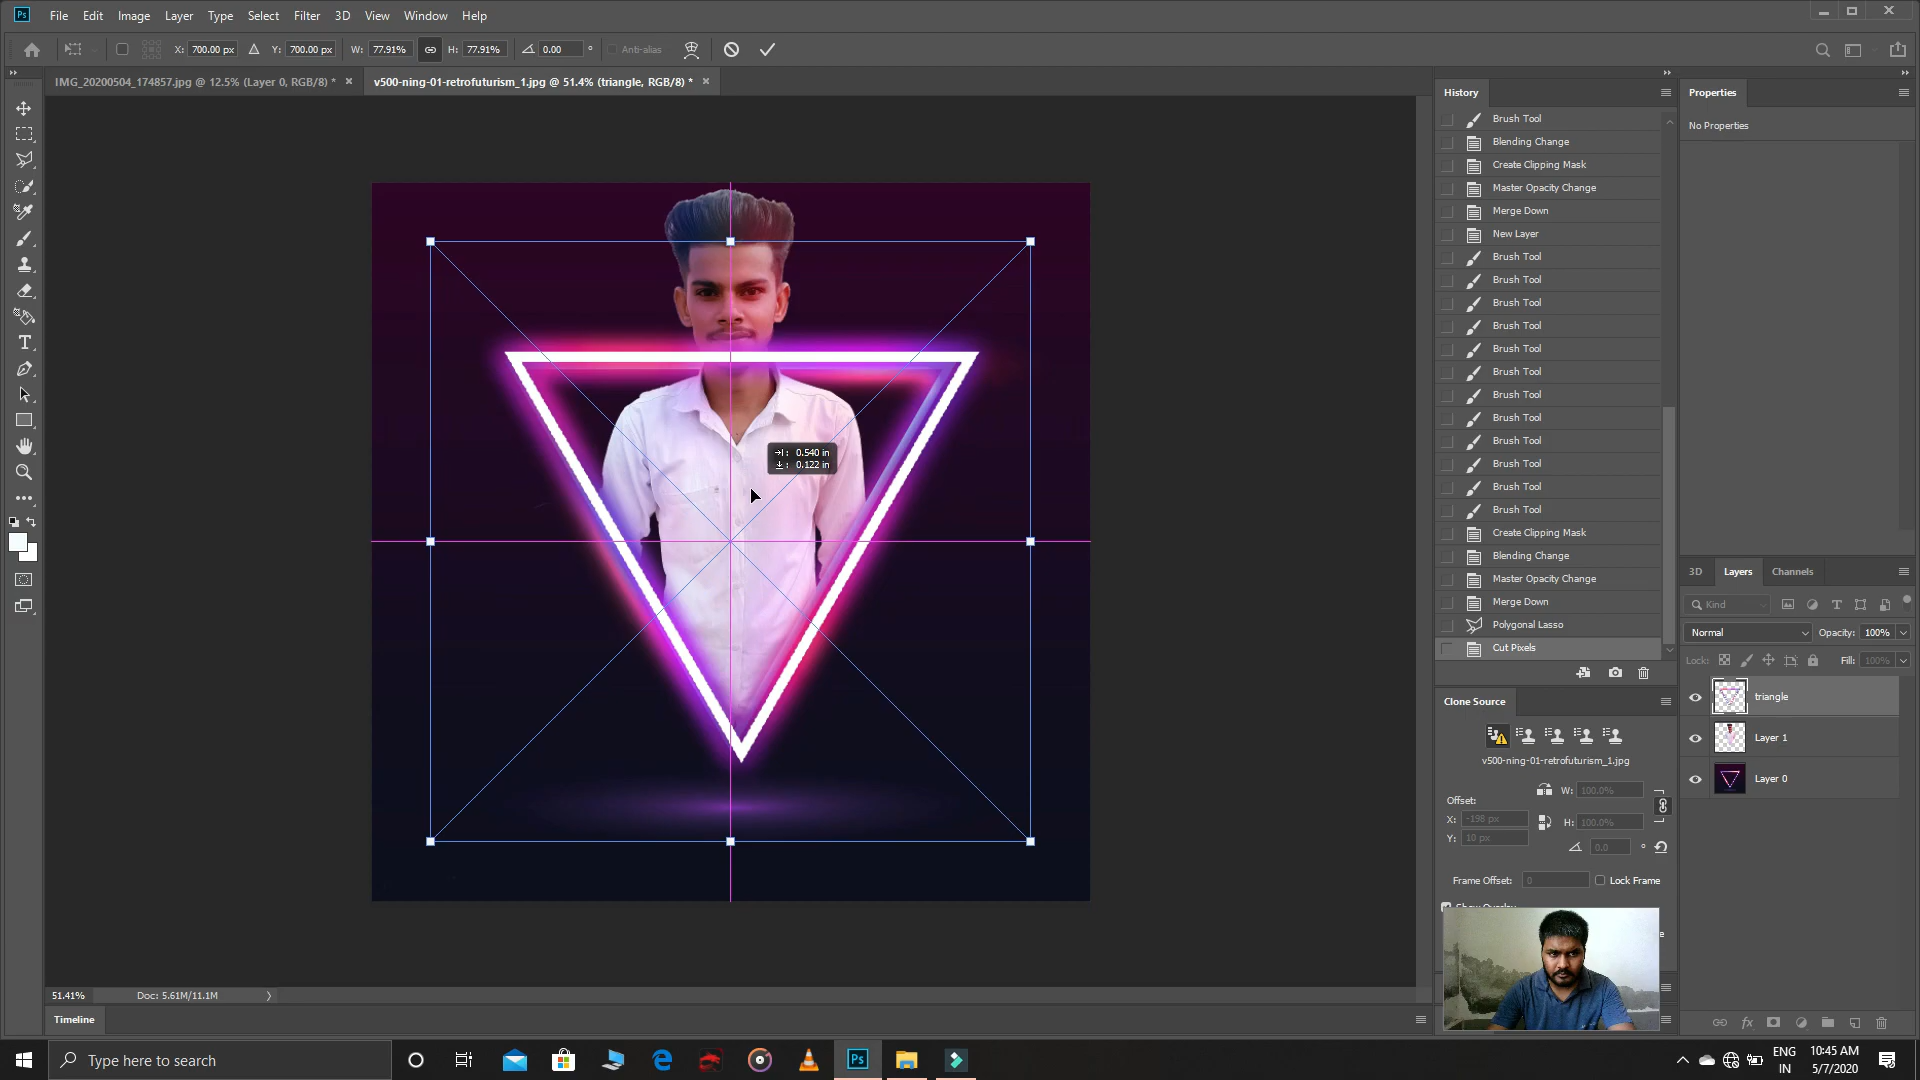 Ps File Edit Image Layer Type Select Filter 3D View Window Help
X: 700.00 px Y: 700.00 px W: 77.91% H: 77.91% 0.00 ° Anti-alias
IMG_20200504_174857.jpg @ 12.5% (Layer 0, RGB/8) * × v500-ning-01-retrofuturism_1.jpg @ 51.4% (triangle, RGB/8) * ×
History
Brush Tool
Blending Change
Create Clipping Mask
Master Opacity Change
Merge Down
New Layer
Brush Tool
Brush Tool
Brush Tool
Brush Tool
Brush Tool
Brush Tool
Brush Tool
Brush Tool
Brush Tool
Brush Tool
Brush Tool
Brush Tool
Create Clipping Mask
Blending Change
Master Opacity Change
Merge Down
Polygonal Lasso
Cut Pixels
Properties
No Properties
0.540 in
0.122 in
3D Layers Channels
Kind
Normal Opacity: 100%
Lock: Fill: 100%
triangle
Layer 1
Layer 0
Clone Source
v500-ning-01-retrofuturism_1.jpg
Offset:
W: 100.0%
X: -198 px
H: 100.0%
Y: 10 px
0.0 °
Frame Offset: 0 Lock Frame
Show Overlay
51.41% Doc: 5.61M/11.1M
Timeline
Type here to search
Ps
ENG
IN
10:45 AM
5/7/2020